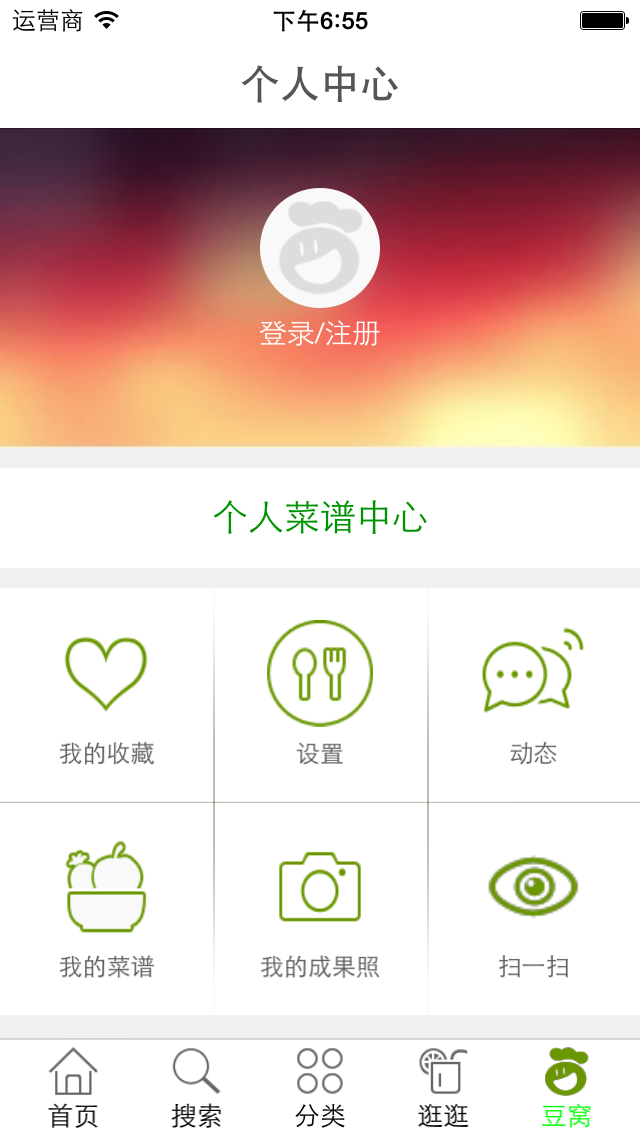 运营商 下午6:55
个人中心
登录/注册
个人菜谱中心
我的收藏 设置 动态
我的菜谱 我的成果照 扫一扫
首页 搜索 分类 逛逛 豆窝